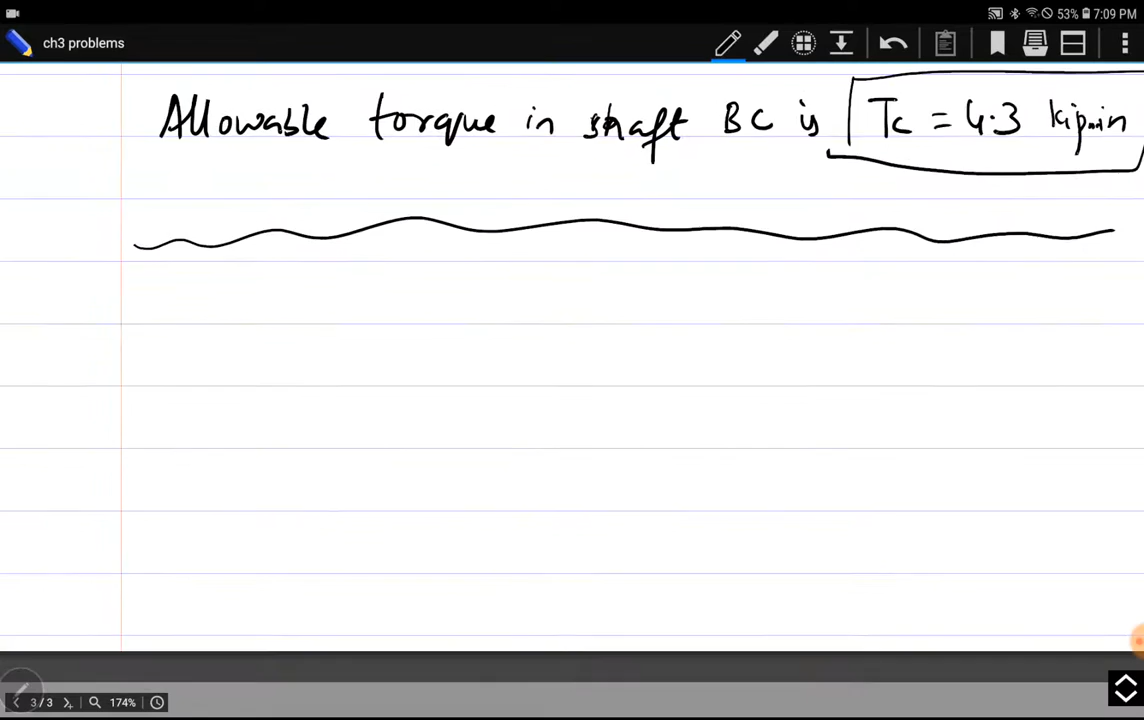 53% 7:09 PM
ch3 problems
Allowable torque in shaft BC is Tc = 4.3 kip.in
3/3 174%